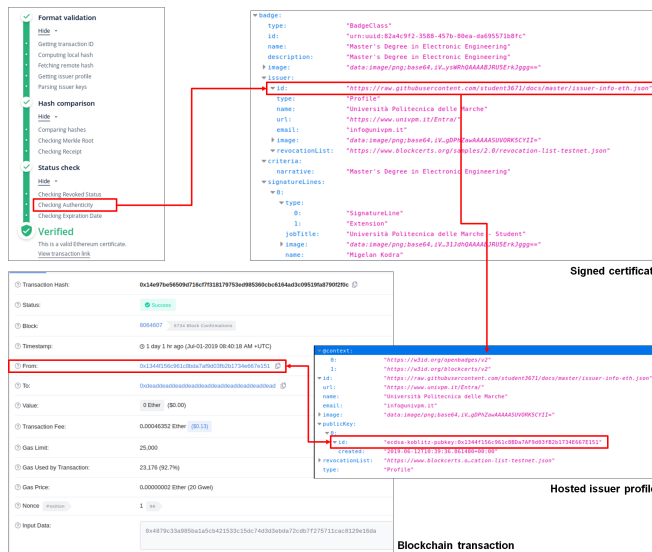 Format validation
Hide
Getting transaction ID
Computing local hash
Fetching remote hash
Getting issuer profile
Parsing issuer keys
Hash comparison
Hide
Comparing hashes
Checking Merkle Root
Checking Receipt
Status check
Hide
Checking Revoked Status
Checking Authenticity
Checking Expiration Date
Verified
This is a valid Ethereum certificate.
View transaction link
badge:
type: "BadgeClass"
id: "urn:uuid:82a4c9f2-3588-457b-80ea-da695571b8fc"
name: "Master's Degree in Electronic Engineering"
description: "Master's Degree in Electronic Engineering"
image: "data:image/png;base64,iV…ysWRhQAAAABJRU5ErkJggg=="
issuer:
id: "https://raw.githubusercontent.com/student3671/docs/master/issuer-info-eth.json"
type: "Profile"
name: "Università Politecnica delle Marche"
url: "https://www.univpm.it/Entra/"
email: "info@univpm.it"
image: "data:image/png;base64,iV…gDPhZawAAAAASUVORK5CYII="
revocationList: "https://www.blockcerts.org/samples/2.0/revocation-list-testnet.json"
criteria:
narrative: "Master's Degree in Electronic Engineering"
signatureLines:
0:
type:
0: "SignatureLine"
1: "Extension"
jobTitle: "Università Politecnica delle Marche - Student"
image: "data:image/png;base64,iV…31JdhQAAAABJRU5ErkJggg=="
name: "Migelan Kodra"
Signed certificat
Transaction Hash: 0x14e97be56509d716cf7f318179753ed985360cbc6164ad3c09519fa8790f2f0c
Status: Success
Block: 8064607 9734 Block Confirmations
Timestamp: 1 day 1 hr ago (Jul-01-2019 08:40:18 AM +UTC)
From: 0x1344f156c961c8bda7af9d03fb2b1734e667e151
To: 0xdeaddeaddeaddeaddeaddeaddeaddeaddeaddead
Value: 0 Ether ($0.00)
Transaction Fee: 0.00046352 Ether ($0.13)
Gas Limit: 25,000
Gas Used by Transaction: 23,176 (92.7%)
Gas Price: 0.00000002 Ether (20 Gwei)
Nonce Position 1
Input Data: 0x4879c33a985ba1a5cb421533c15dc74d3d3ebda72cdb7f275711cac8129e16da
@context:
0: "https://w3id.org/openbadges/v2"
1: "https://w3id.org/blockcerts/v2"
id: "https://raw.githubusercontent.com/student3671/docs/master/issuer-info-eth.json"
url: "https://www.univpm.it/Entra/"
name: "Università Politecnica delle Marche"
email: "info@univpm.it"
image: "data:image/png;base64,iV…gDPhZawAAAAASUVORK5CYII="
publicKey:
0:
id: "ecdsa-koblitz-pubkey:0x1344f156c961c8BDa7AF9d03fB2b1734E667E151"
created: "2019-06-12T10:39:36.861480+00:00"
revocationList: "https://www.blockcerts.o…cation-list-testnet.json"
type: "Profile"
Hosted issuer profile
Blockchain transaction